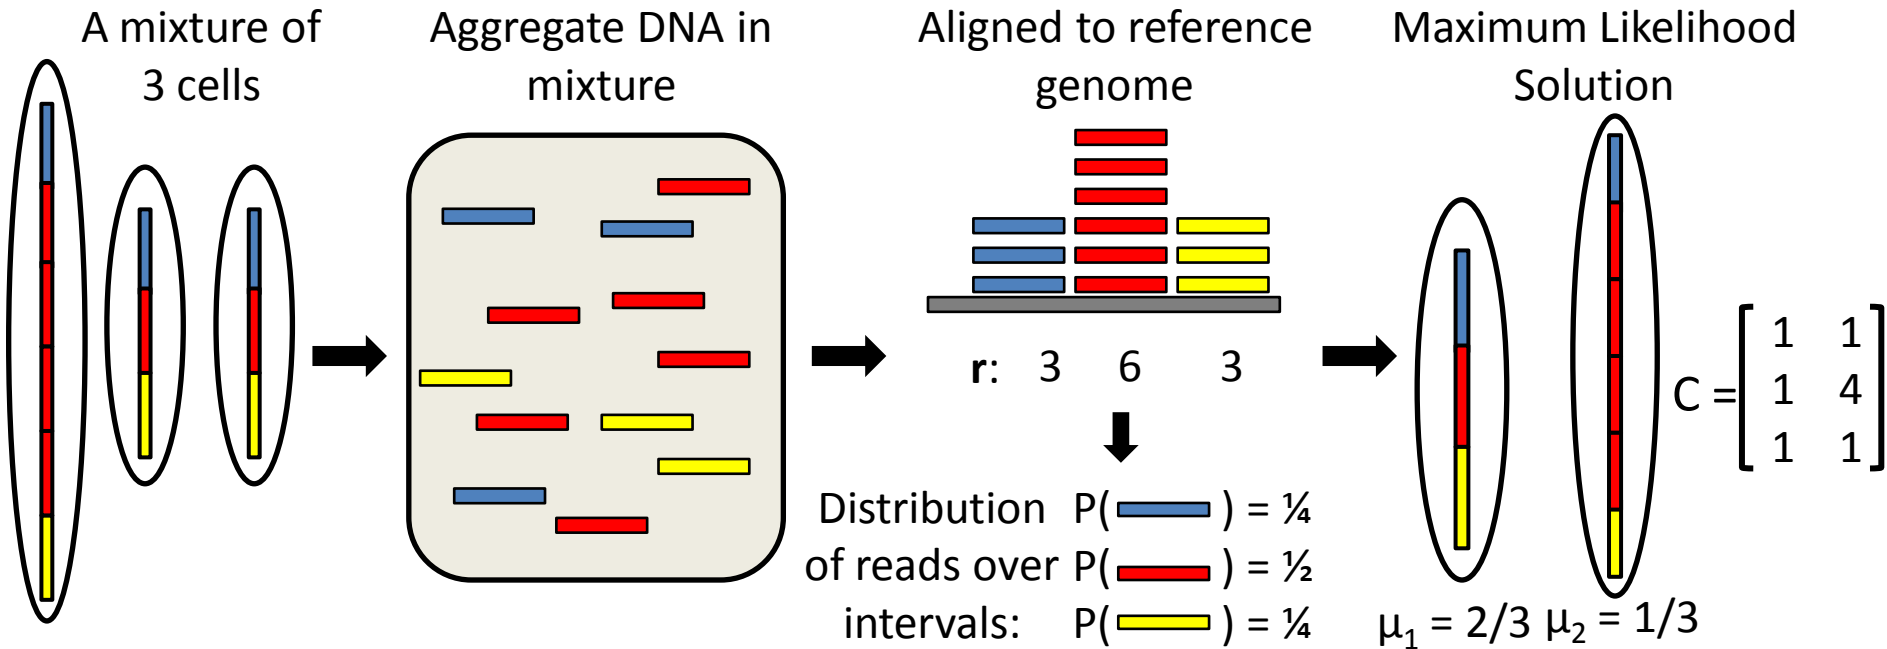 A mixture of
3 cells
Aggregate DNA in
mixture
Aligned to reference
genome
r: 3 6 3
Distribution P( ) = ¼
of reads over P( ) = ½
intervals: P( ) = ¼
Maximum Likelihood
Solution
C = [ 1 1
1 4
1 1 ]
μ₁ = 2/3 μ₂ = 1/3